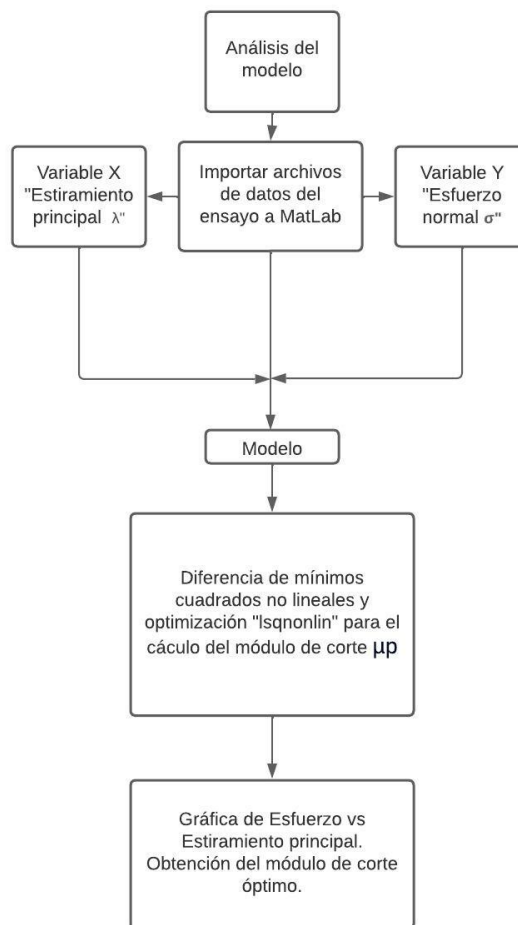 Análisis del
modelo
Variable X
"Estiramiento
principal λ"
Importar archivos
de datos del
ensayo a MatLab
Variable Y
"Esfuerzo
normal σ"
Modelo
Diferencia de mínimos
cuadrados no lineales y
optimización "lsqnonlin" para el
cáculo del módulo de corte μp
Gráfica de Esfuerzo vs
Estiramiento principal.
Obtención del módulo de corte
óptimo.